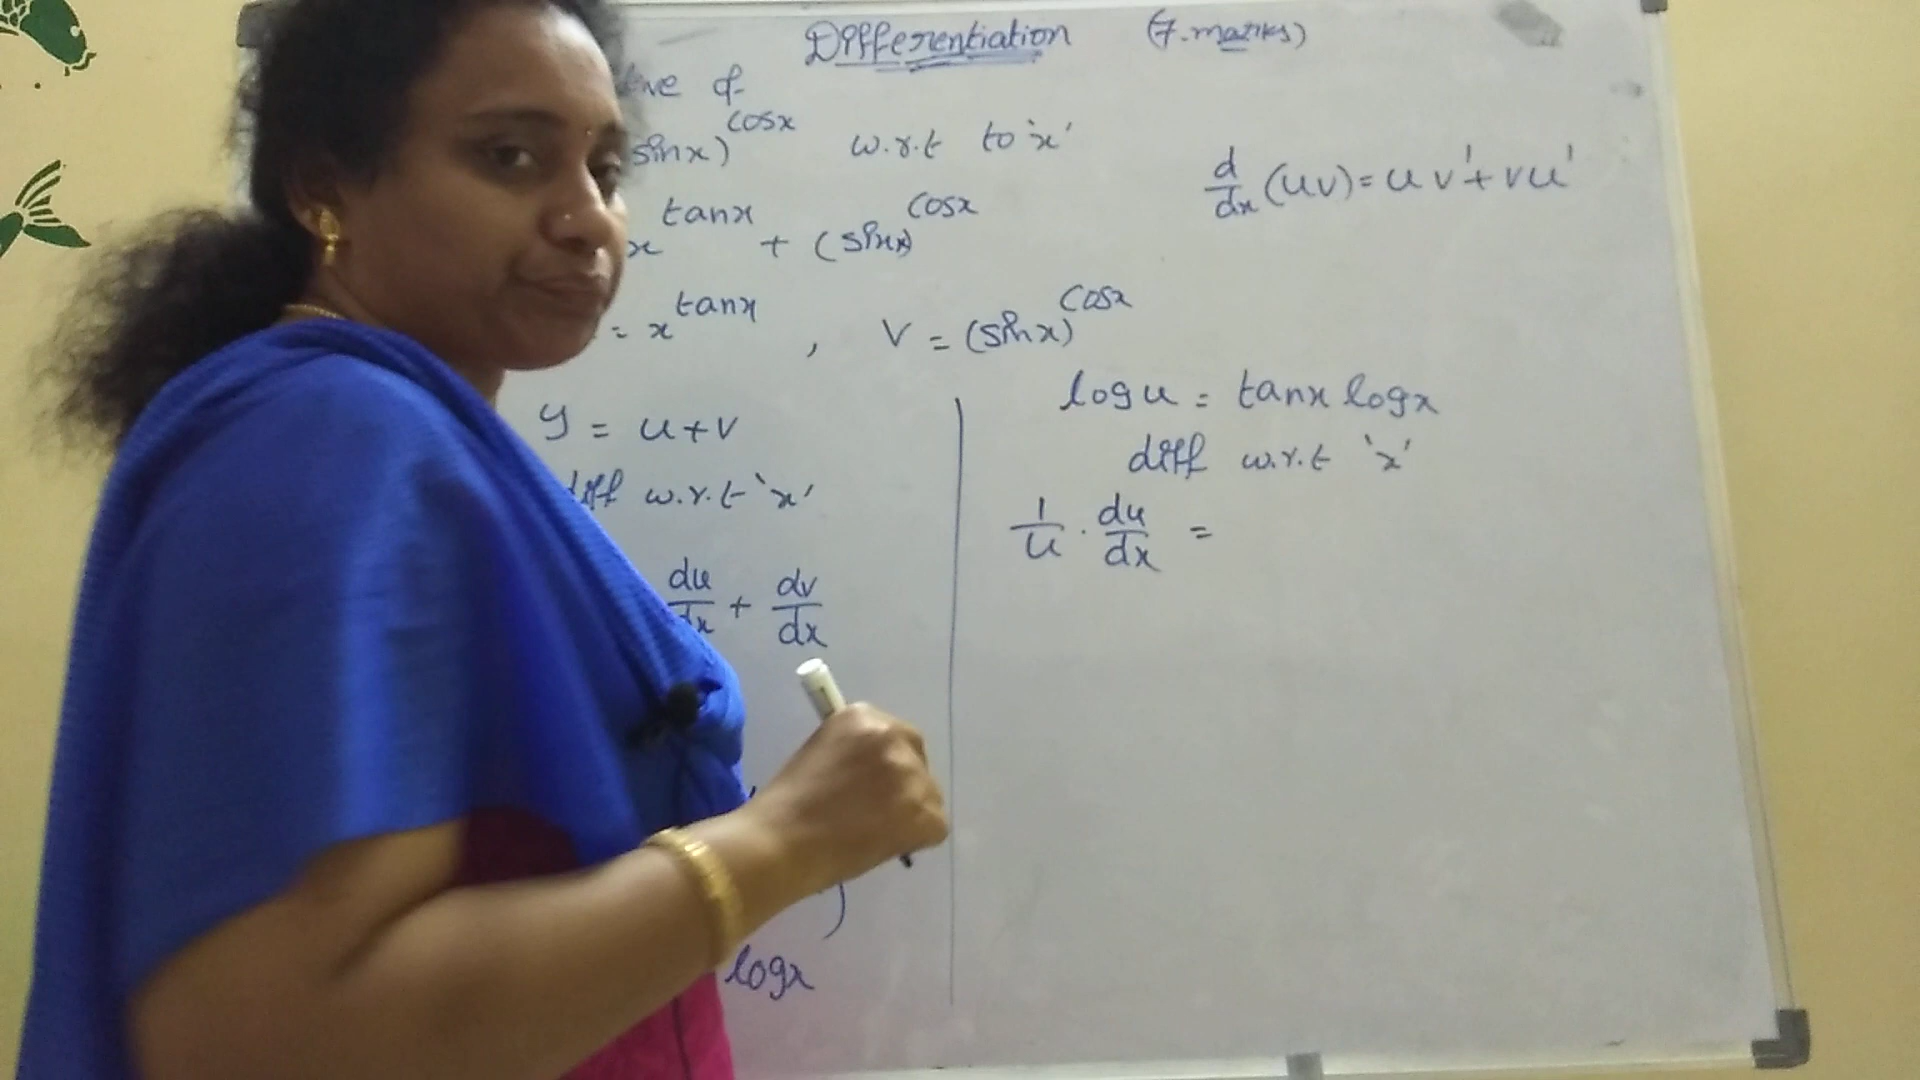 Differentiation (7.marks)
of
sinx)^cosx w.r.t to 'x'
d/dx (uv) = uv' + vu'
x^tanx + (sinx)^cosx
= x^tanx , V = (sinx)^cosx
y = u+v
diff w.r.t 'x'
du/dx + dv/dx
logx
log u = tanx logx
diff w.r.t 'x'
1/u . du/dx =